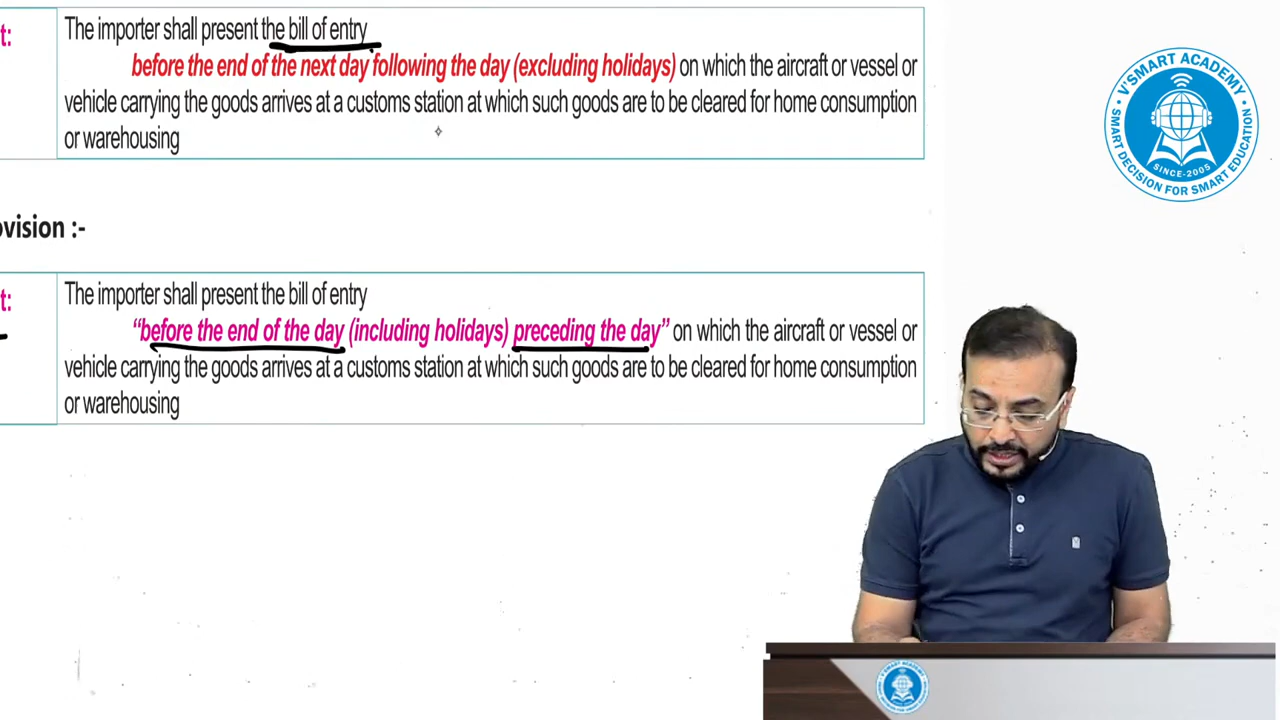 t:
The importer shall present the bill of entry
before the end of the next day following the day (excluding holidays) on which the aircraft or vessel or
vehicle carrying the goods arrives at a customs station at which such goods are to be cleared for home consumption
or warehousing
V'SMART ACADEMY
SINCE-2005
SMART DECISION FOR SMART EDUCATION
ovision :-
t:
The importer shall present the bill of entry
“before the end of the day (including holidays) preceding the day” on which the aircraft or vessel or
vehicle carrying the goods arrives at a customs station at which such goods are to be cleared for home consumption
or warehousing